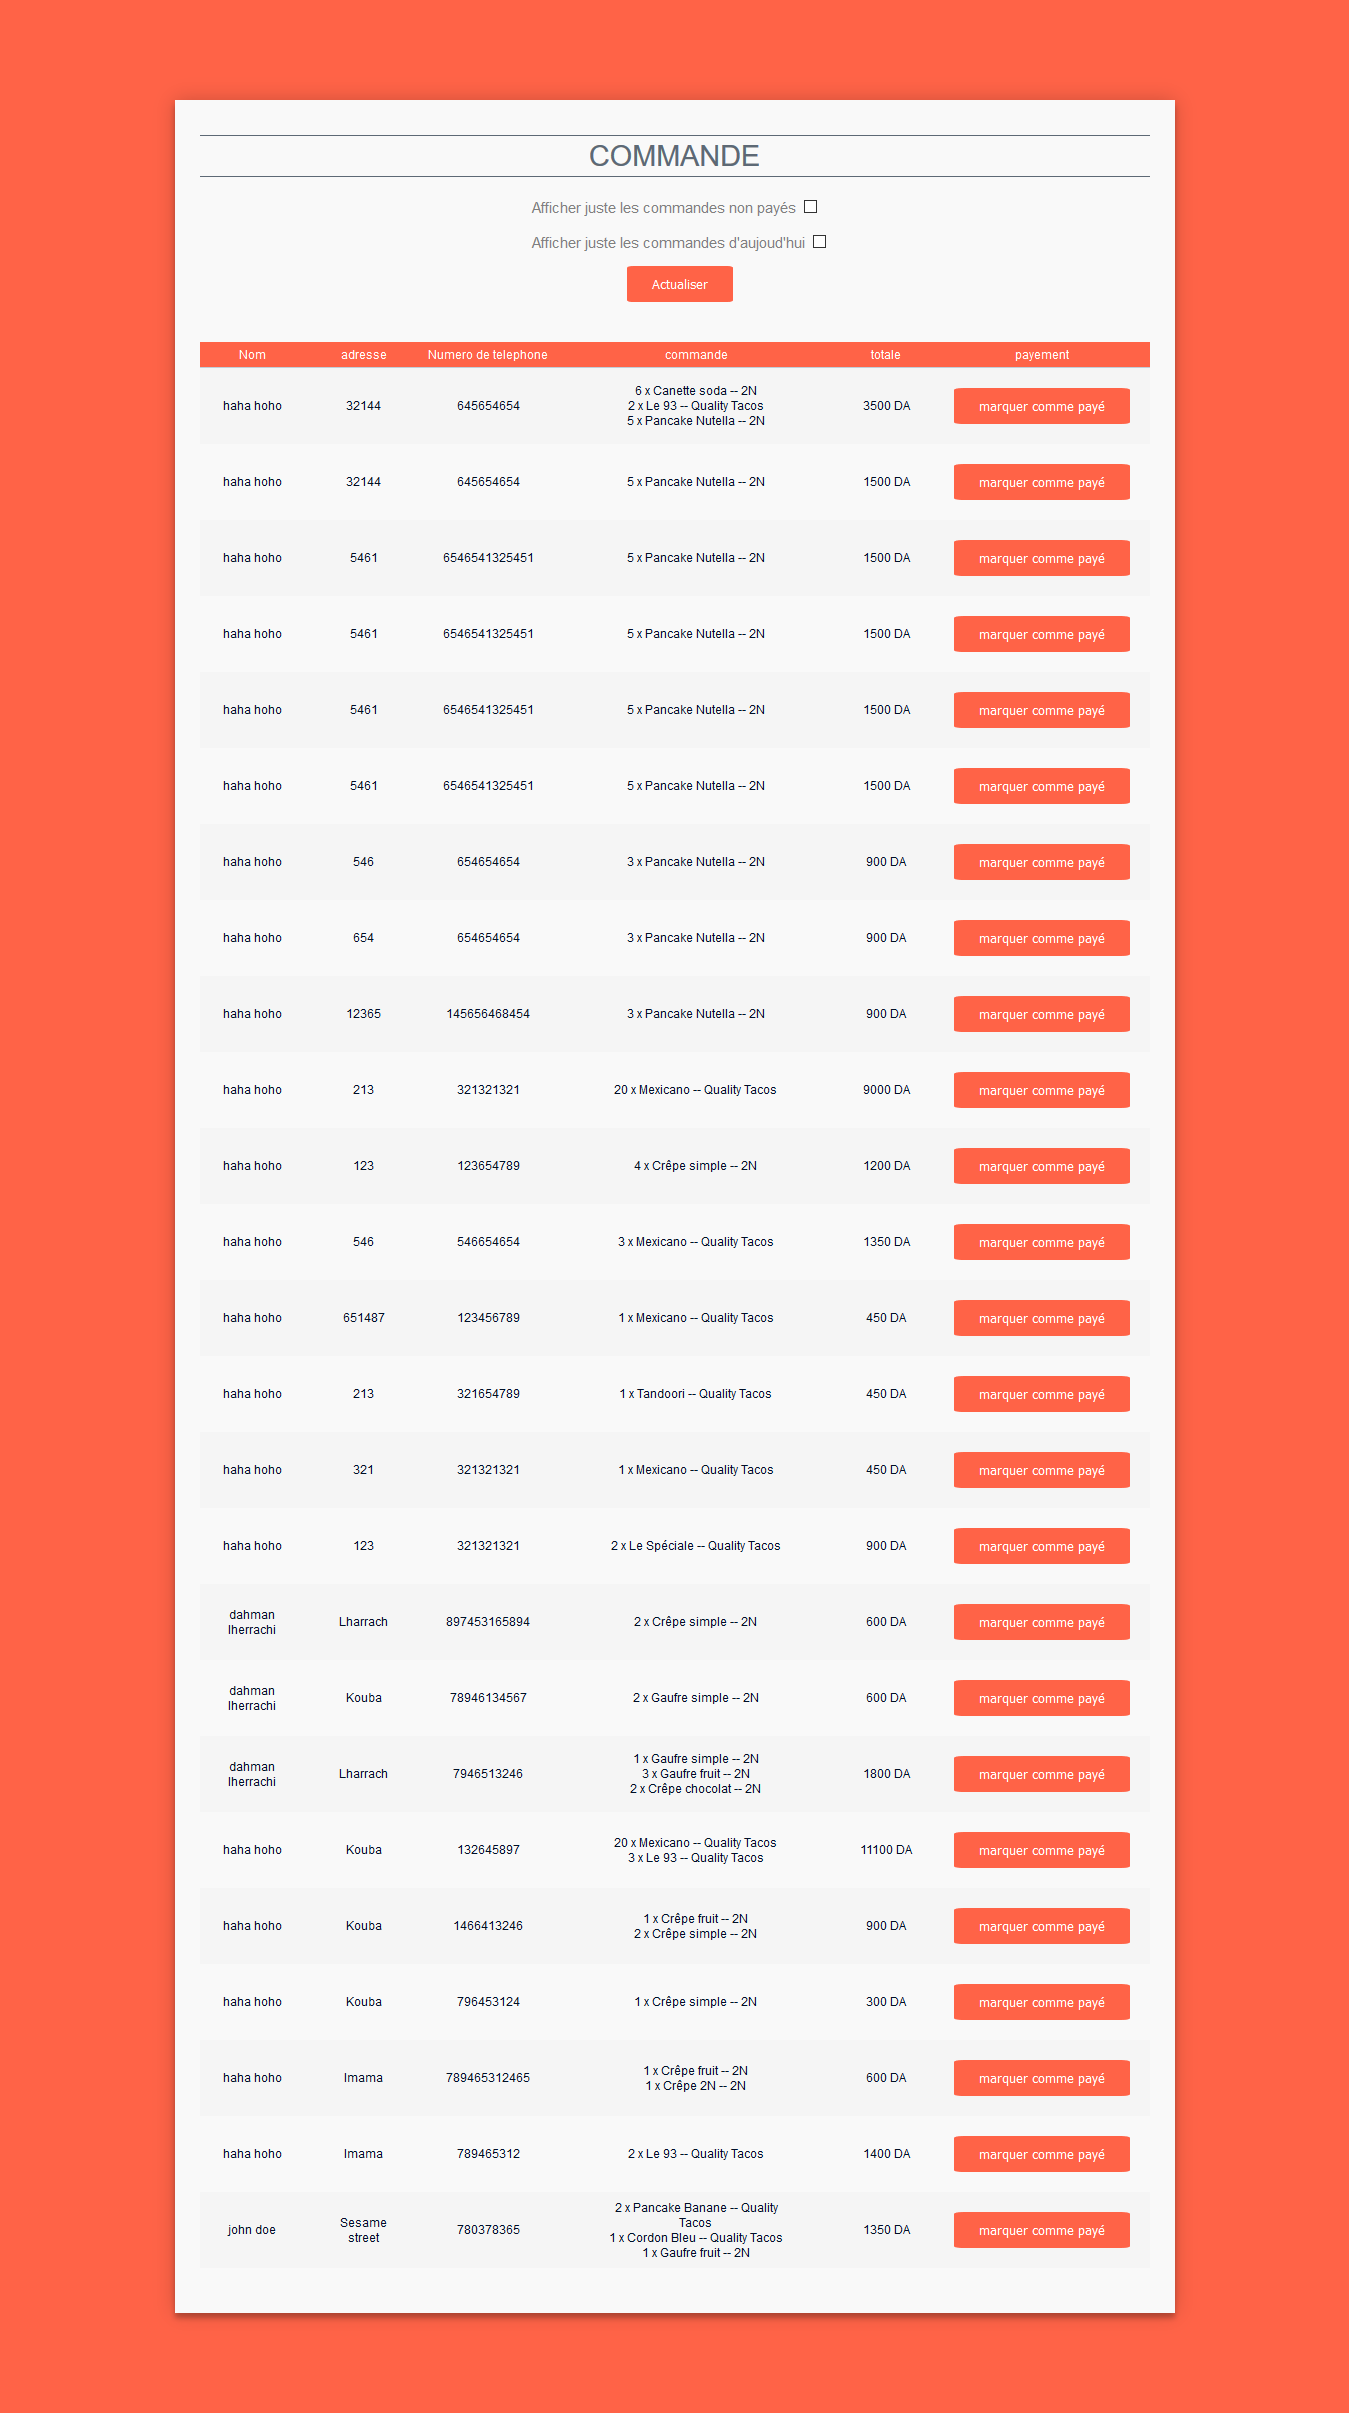 COMMANDE
Afficher juste les commandes non payés
Afficher juste les commandes d'aujoud'hui
Actualiser
Nom adresse Numero de telephone commande totale payement
6 x Canette soda -- 2N
haha hoho 32144 645654654 2 x Le 93 -- Quality Tacos 3500 DA marquer comme payé
5 x Pancake Nutella -- 2N
haha hoho 32144 645654654 5 x Pancake Nutella -- 2N 1500 DA marquer comme payé
haha hoho 5461 6546541325451 5 x Pancake Nutella -- 2N 1500 DA marquer comme payé
haha hoho 5461 6546541325451 5 x Pancake Nutella -- 2N 1500 DA marquer comme payé
haha hoho 5461 6546541325451 5 x Pancake Nutella -- 2N 1500 DA marquer comme payé
haha hoho 5461 6546541325451 5 x Pancake Nutella -- 2N 1500 DA marquer comme payé
haha hoho 546 654654654 3 x Pancake Nutella -- 2N 900 DA marquer comme payé
haha hoho 654 654654654 3 x Pancake Nutella -- 2N 900 DA marquer comme payé
haha hoho 12365 145656468454 3 x Pancake Nutella -- 2N 900 DA marquer comme payé
haha hoho 213 321321321 20 x Mexicano -- Quality Tacos 9000 DA marquer comme payé
haha hoho 123 123654789 4 x Crêpe simple -- 2N 1200 DA marquer comme payé
haha hoho 546 546654654 3 x Mexicano -- Quality Tacos 1350 DA marquer comme payé
haha hoho 651487 123456789 1 x Mexicano -- Quality Tacos 450 DA marquer comme payé
haha hoho 213 321654789 1 x Tandoori -- Quality Tacos 450 DA marquer comme payé
haha hoho 321 321321321 1 x Mexicano -- Quality Tacos 450 DA marquer comme payé
haha hoho 123 321321321 2 x Le Spéciale -- Quality Tacos 900 DA marquer comme payé
dahman
lherrachi Lharrach 897453165894 2 x Crêpe simple -- 2N 600 DA marquer comme payé
dahman
lherrachi Kouba 78946134567 2 x Gaufre simple -- 2N 600 DA marquer comme payé
dahman
lherrachi Lharrach 7946513246 1 x Gaufre simple -- 2N
3 x Gaufre fruit -- 2N
2 x Crêpe chocolat -- 2N 1800 DA marquer comme payé
haha hoho Kouba 132645897 20 x Mexicano -- Quality Tacos
3 x Le 93 -- Quality Tacos 11100 DA marquer comme payé
haha hoho Kouba 1466413246 1 x Crêpe fruit -- 2N
2 x Crêpe simple -- 2N 900 DA marquer comme payé
haha hoho Kouba 796453124 1 x Crêpe simple -- 2N 300 DA marquer comme payé
haha hoho Imama 789465312465 1 x Crêpe fruit -- 2N
1 x Crêpe 2N -- 2N 600 DA marquer comme payé
haha hoho Imama 789465312 2 x Le 93 -- Quality Tacos 1400 DA marquer comme payé
john doe Sesame
street 780378365 2 x Pancake Banane -- Quality
Tacos
1 x Cordon Bleu -- Quality Tacos
1 x Gaufre fruit -- 2N 1350 DA marquer comme payé